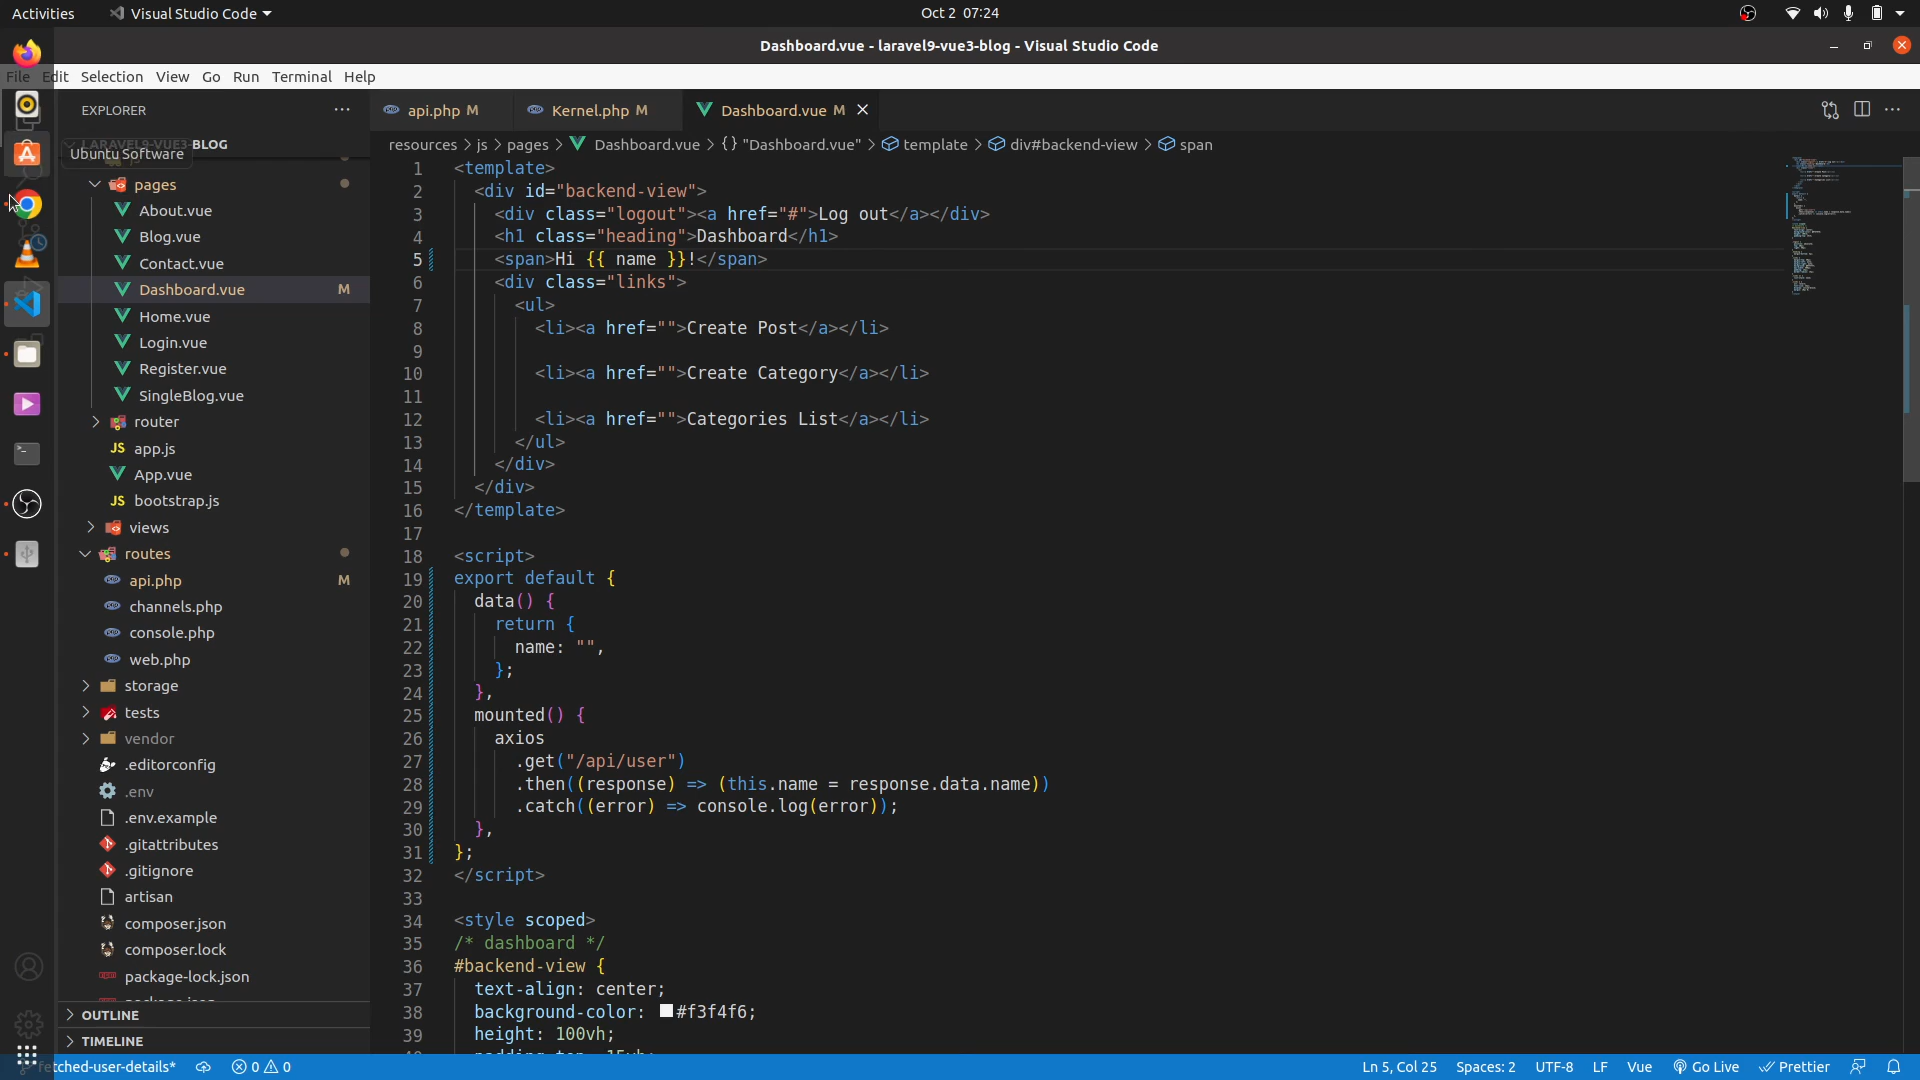 Activities
Visual Studio Code
Oct 2 07:24
Dashboard.vue - laravel9-vue3-blog - Visual Studio Code
File Edit Selection View Go Run Terminal Help
EXPLORER
LARAVEL9-VUE3-BLOG
Ubuntu Software
pages
About.vue
Blog.vue
Contact.vue
Dashboard.vue M
Home.vue
Login.vue
Register.vue
SingleBlog.vue
router
JS app.js
App.vue
JS bootstrap.js
views
routes
api.php M
channels.php
console.php
web.php
storage
tests
vendor
.editorconfig
.env
.env.example
.gitattributes
.gitignore
artisan
composer.json
composer.lock
package-lock.json
OUTLINE
TIMELINE
api.php M
Kernel.php M
Dashboard.vue M
resources > js > pages > Dashboard.vue > {} "Dashboard.vue" > template > div#backend-view > span
1 <template>
2 <div id="backend-view">
3 <div class="logout"><a href="#">Log out</a></div>
4 <h1 class="heading">Dashboard</h1>
5 <span>Hi {{ name }}!</span>
6 <div class="links">
7 <ul>
8 <li><a href="">Create Post</a></li>
9
10 <li><a href="">Create Category</a></li>
11
12 <li><a href="">Categories List</a></li>
13 </ul>
14 </div>
15 </div>
16 </template>
17
18 <script>
19 export default {
20 data() {
21 return {
22 name: "",
23 };
24 },
25 mounted() {
26 axios
27 .get("/api/user")
28 .then((response) => (this.name = response.data.name))
29 .catch((error) => console.log(error));
30 },
31 };
32 </script>
33
34 <style scoped>
35 /* dashboard */
36 #backend-view {
37 text-align: center;
38 background-color: #f3f4f6;
39 height: 100vh;
tched-user-details*
0 0
Ln 5, Col 25
Spaces: 2
UTF-8
LF
Vue
Go Live
Prettier